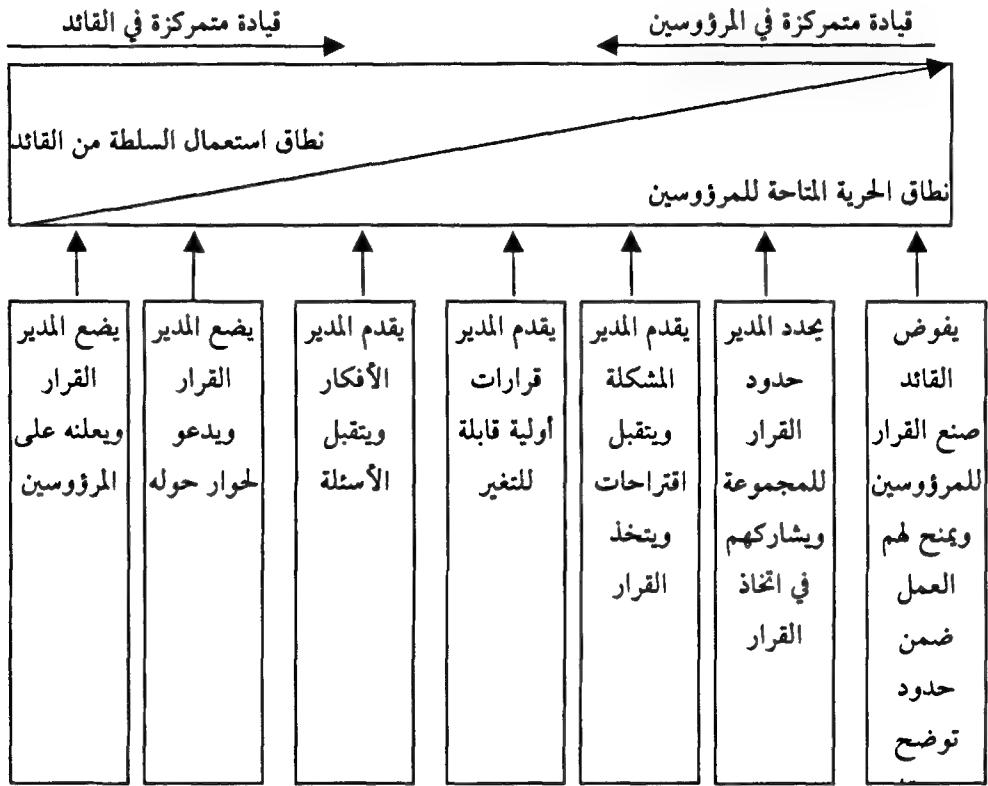 قيادة متمركزة في المرؤوسين
قيادة متمركزة في القائد
نطاق استعمال السلطة من القائد
نطاق الحرية المتاحة للمرؤوسين
يفوض
القائد
صنع القرار
للمرؤوسين
ويمنح لهم
العمل
ضمن
حدود
توضح
يحدد المدير
حدود
القرار
للمجموعة
ويشاركهم
في اتخاذ
القرار
يقدم المدير
المشكلة
ويتقبل
اقتراحات
ويتخذ
القرار
يقدم المدير
قرارات
أولية قابلة
للتغير
يقدم المدير
الأفكار
ويتقبل
الأسئلة
يضع المدير
القرار
ويدعو
لحوار حوله
يضع المدير
القرار
ويعلنه على
المرؤوسين